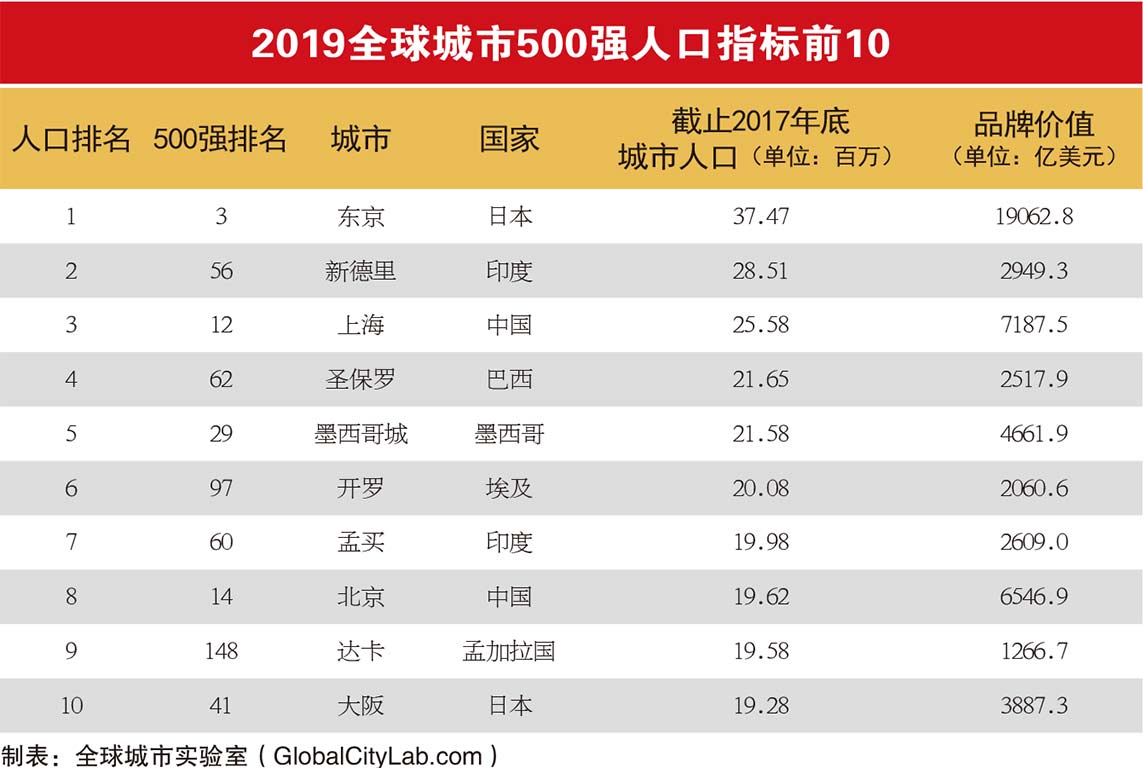 2019全球城市500强人口指标前10
人口排名 500强排名 城市 国家 截止2017年底 城市人口（单位：百万） 品牌价值 （单位：亿美元）
1 3 东京 日本 37.47 19062.8
2 56 新德里 印度 28.51 2949.3
3 12 上海 中国 25.58 7187.5
4 62 圣保罗 巴西 21.65 2517.9
5 29 墨西哥城 墨西哥 21.58 4661.9
6 97 开罗 埃及 20.08 2060.6
7 60 孟买 印度 19.98 2609.0
8 14 北京 中国 19.62 6546.9
9 148 达卡 孟加拉国 19.58 1266.7
10 41 大阪 日本 19.28 3887.3
制表：全球城市实验室（GlobalCityLab.com）